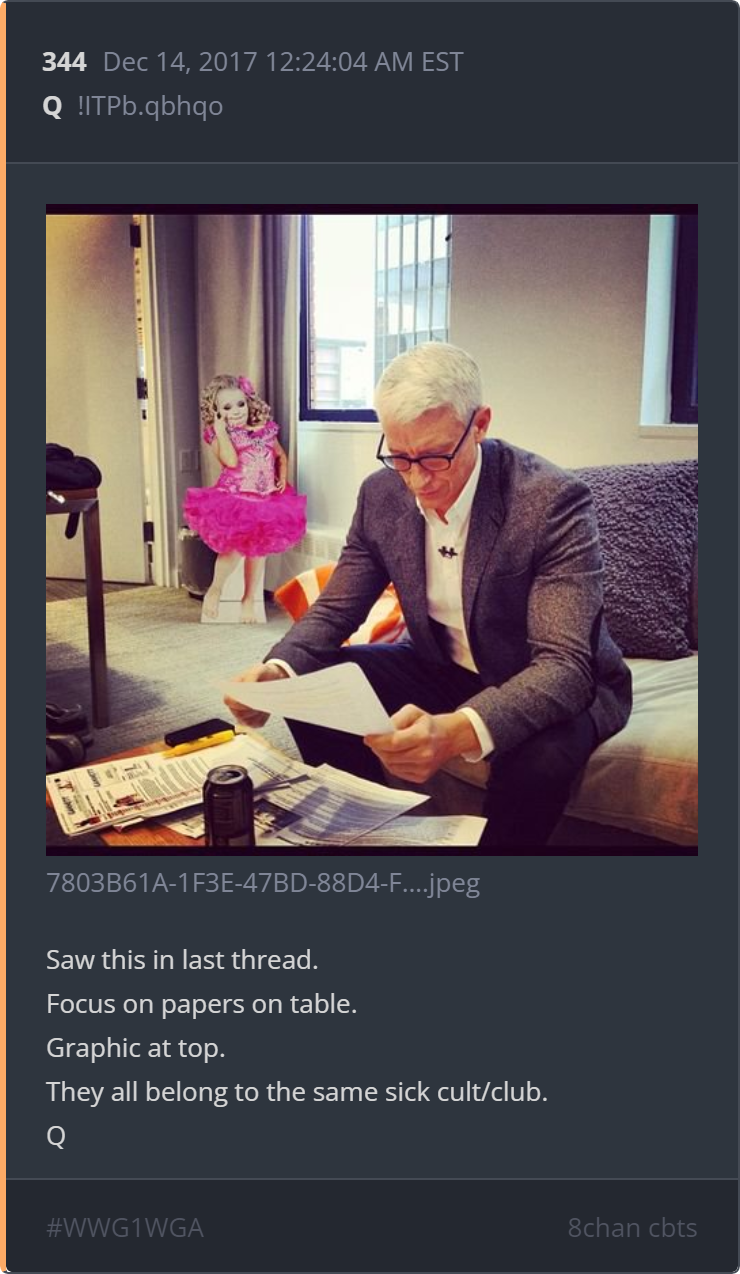 344 Dec 14, 2017 12:24:04 AM EST
Q !ITPb.qbhqo
7803B61A-1F3E-47BD-88D4-F....jpeg
Saw this in last thread.
Focus on papers on table.
Graphic at top.
They all belong to the same sick cult/club.
Q
#WWG1WGA 8chan cbts